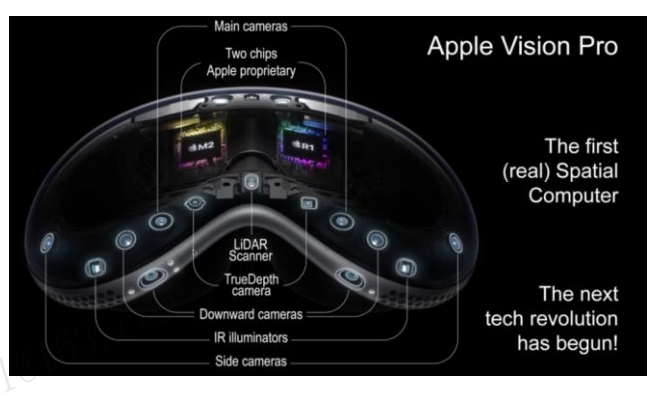 Main cameras
Two chips
Apple proprietary
Apple Vision Pro
M2
R1
The first
(real) Spatial
Computer
LiDAR
Scanner
TrueDepth
camera
Downward cameras
IR illuminators
Side cameras
The next
tech revolution
has begun!